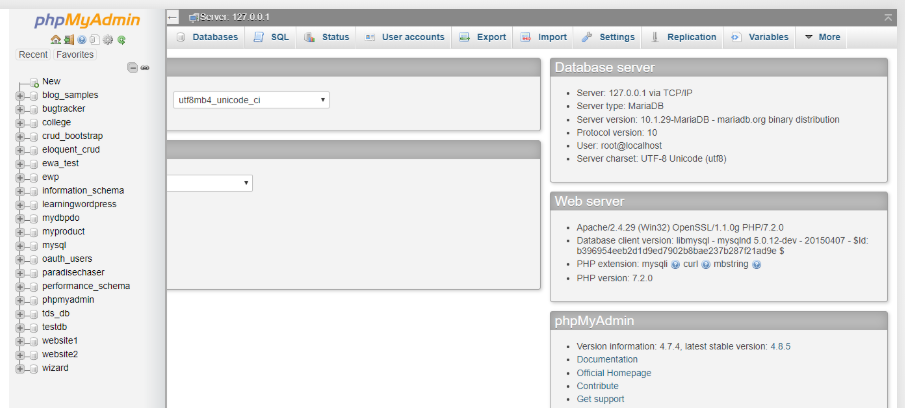 phpMyAdmin
Recent Favorites
New
blog_samples
bugtracker
college
crud_bootstrap
eloquent_crud
ewa_test
ewp
information_schema
learningwordpress
mydbpdo
myproduct
mysql
oauth_users
paradisechaser
performance_schema
phpmyadmin
tds_db
testdb
website1
website2
wizard
Server: 127.0.0.1
Databases SQL Status User accounts Export Import Settings Replication Variables More
utf8mb4_unicode_ci
Database server
Server: 127.0.0.1 via TCP/IP
Server type: MariaDB
Server version: 10.1.29-MariaDB - mariadb.org binary distribution
Protocol version: 10
User: root@localhost
Server charset: UTF-8 Unicode (utf8)
Web server
Apache/2.4.29 (Win32) OpenSSL/1.1.0g PHP/7.2.0
Database client version: libmysql - mysqlnd 5.0.12-dev - 20150407 - $Id:
b396954eeb2d1d9ed7902b8bae237b287f21ad9e $
PHP extension: mysqli curl mbstring
PHP version: 7.2.0
phpMyAdmin
Version information: 4.7.4, latest stable version: 4.8.5
Documentation
Official Homepage
Contribute
Get support